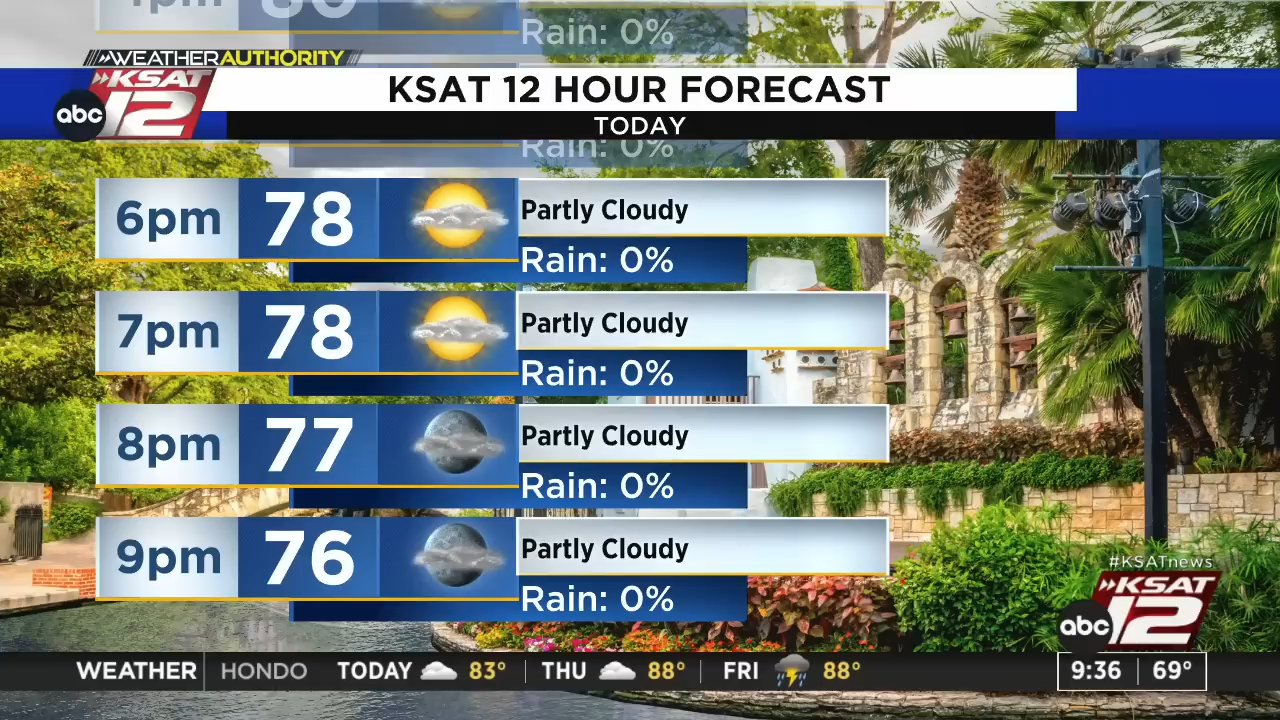 Rain: 0%
WEATHERAUTHORITY
KSAT
abc 12
KSAT 12 HOUR FORECAST
TODAY
Rain: 0%
6pm 78 Partly Cloudy
Rain: 0%
7pm 78 Partly Cloudy
Rain: 0%
8pm 77 Partly Cloudy
Rain: 0%
9pm 76 Partly Cloudy
Rain: 0%
#KSATnews
KSAT
abc 12
WEATHER HONDO TODAY 83° THU 88° FRI 88° 9:36 69°